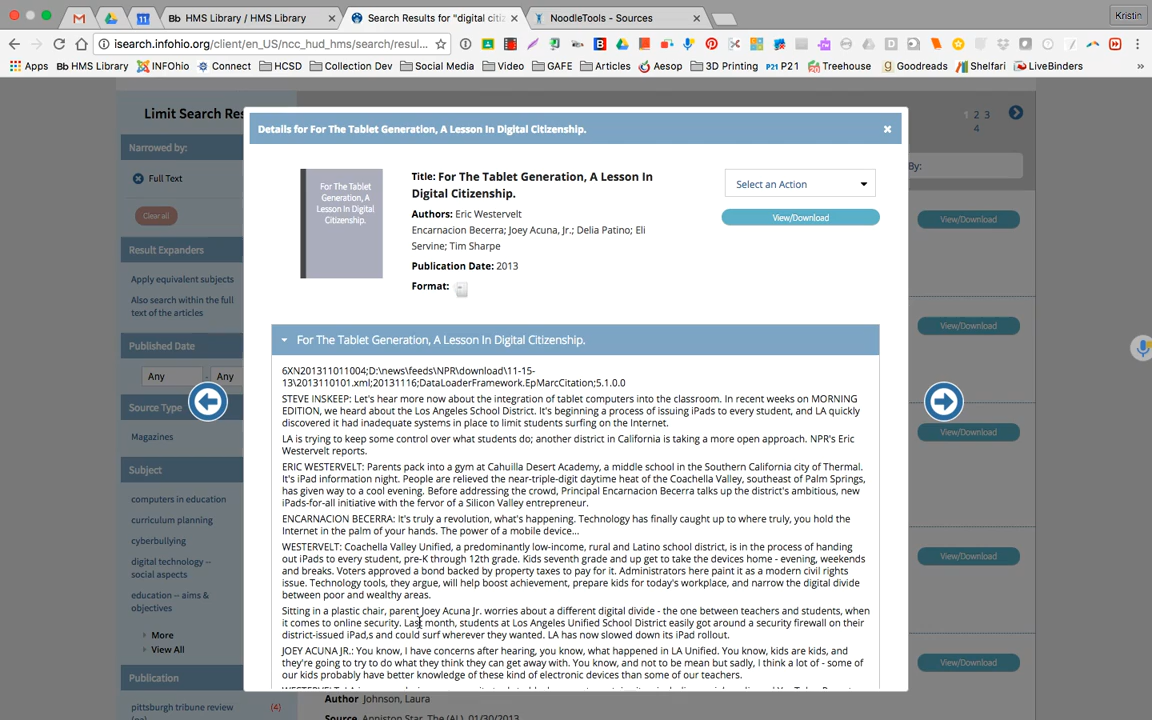 Bb HMS Library / HMS Library
Search Results for "digital citiz
NoodleTools - Sources
Kristin
isearch.infohio.org/client/en_US/ncc_hud_hms/search/resul...
Apps
Bb HMS Library
INFOhio
Connect
HCSD
Collection Dev
Social Media
Video
GAFE
Articles
Aesop
3D Printing
P21 P21
Treehouse
Goodreads
Shelfari
LiveBinders
»
Limit Search Res
Narrowed by:
Full Text
Clear all
Result Expanders
Apply equivalent subjects
Also search within the full
text of the articles
Published Date
Any - Any
Source Type
Magazines
Subject
computers in education
curriculum planning
cyberbullying
digital technology --
social aspects
education -- aims &
objectives
More
View All
Publication
pittsburgh tribune review
(4)
Details for For The Tablet Generation, A Lesson In Digital Citizenship.
For The Tablet
Generation, A
Lesson In Digital
Citizenship.
Title: For The Tablet Generation, A Lesson In
Digital Citizenship.
Authors: Eric Westervelt
Encarnacion Becerra; Joey Acuna, Jr.; Delia Patino; Eli
Servine; Tim Sharpe
Publication Date: 2013
Format:
Select an Action
View/Download
For The Tablet Generation, A Lesson In Digital Citizenship.
6XN201311011004;D:\news\feeds\NPR\download\11-15-
13\2013110101.xml;20131116;DataLoaderFramework.EpMarcCitation;5.1.0.0
STEVE INSKEEP: Let's hear more now about the integration of tablet computers into the classroom. In recent weeks on MORNING
EDITION, we heard about the Los Angeles School District. It's beginning a process of issuing iPads to every student, and LA quickly
discovered it had inadequate systems in place to limit students surfing on the Internet.
LA is trying to keep some control over what students do; another district in California is taking a more open approach. NPR's Eric
Westervelt reports.
ERIC WESTERVELT: Parents pack into a gym at Cahuilla Desert Academy, a middle school in the Southern California city of Thermal.
It's iPad information night. People are relieved the near-triple-digit daytime heat of the Coachella Valley, southeast of Palm Springs,
has given way to a cool evening. Before addressing the crowd, Principal Encarnacion Becerra talks up the district's ambitious, new
iPads-for-all initiative with the fervor of a Silicon Valley entrepreneur.
ENCARNACION BECERRA: It's truly a revolution, what's happening. Technology has finally caught up to where truly, you hold the
Internet in the palm of your hands. The power of a mobile device...
WESTERVELT: Coachella Valley Unified, a predominantly low-income, rural and Latino school district, is in the process of handing
out iPads to every student, pre-K through 12th grade. Kids seventh grade and up get to take the devices home - evening, weekends
and breaks. Voters approved a bond backed by property taxes to pay for it. Administrators here paint it as a modern civil rights
issue. Technology tools, they argue, will help boost achievement, prepare kids for today's workplace, and narrow the digital divide
between poor and wealthy areas.
Sitting in a plastic chair, parent Joey Acuna Jr. worries about a different digital divide - the one between teachers and students, when
it comes to online security. Last month, students at Los Angeles Unified School District easily got around a security firewall on their
district-issued iPad,s and could surf wherever they wanted. LA has now slowed down its iPad rollout.
JOEY ACUNA JR.: You know, I have concerns after hearing, you know, what happened in LA Unified. You know, kids are kids, and
they're going to try to do what they think they can get away with. You know, and not to be mean but sadly, I think a lot of - some of
our kids probably have better knowledge of these kind of electronic devices than some of our teachers.
1 2 3
4
By:
View/Download
View/Download
View/Download
View/Download
View/Download
Author Johnson, Laura
Source Anniston Star, The (AL), 01/30/2013